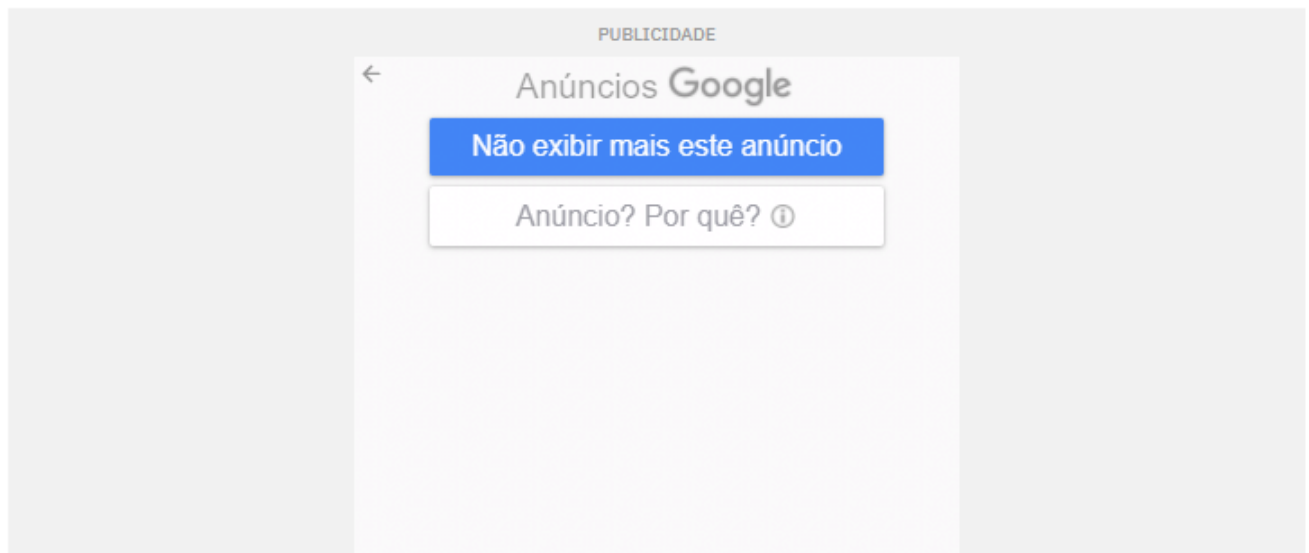 PUBLICIDADE
Anúncios Google
Não exibir mais este anúncio
Anúncio? Por quê?